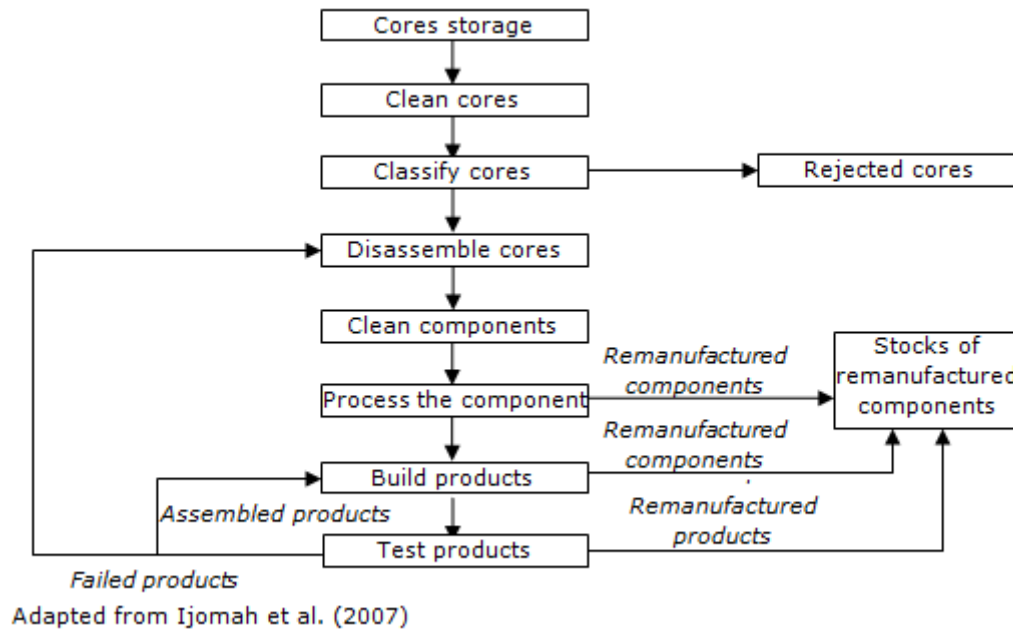 Cores storage
Clean cores
Classify cores
Rejected cores
Disassemble cores
Clean components
Remanufactured
components
Stocks of
remanufactured
components
Process the component
Remanufactured
components
Build products
Assembled products
Remanufactured
products
Test products
Failed products
Adapted from Ijomah et al. (2007)